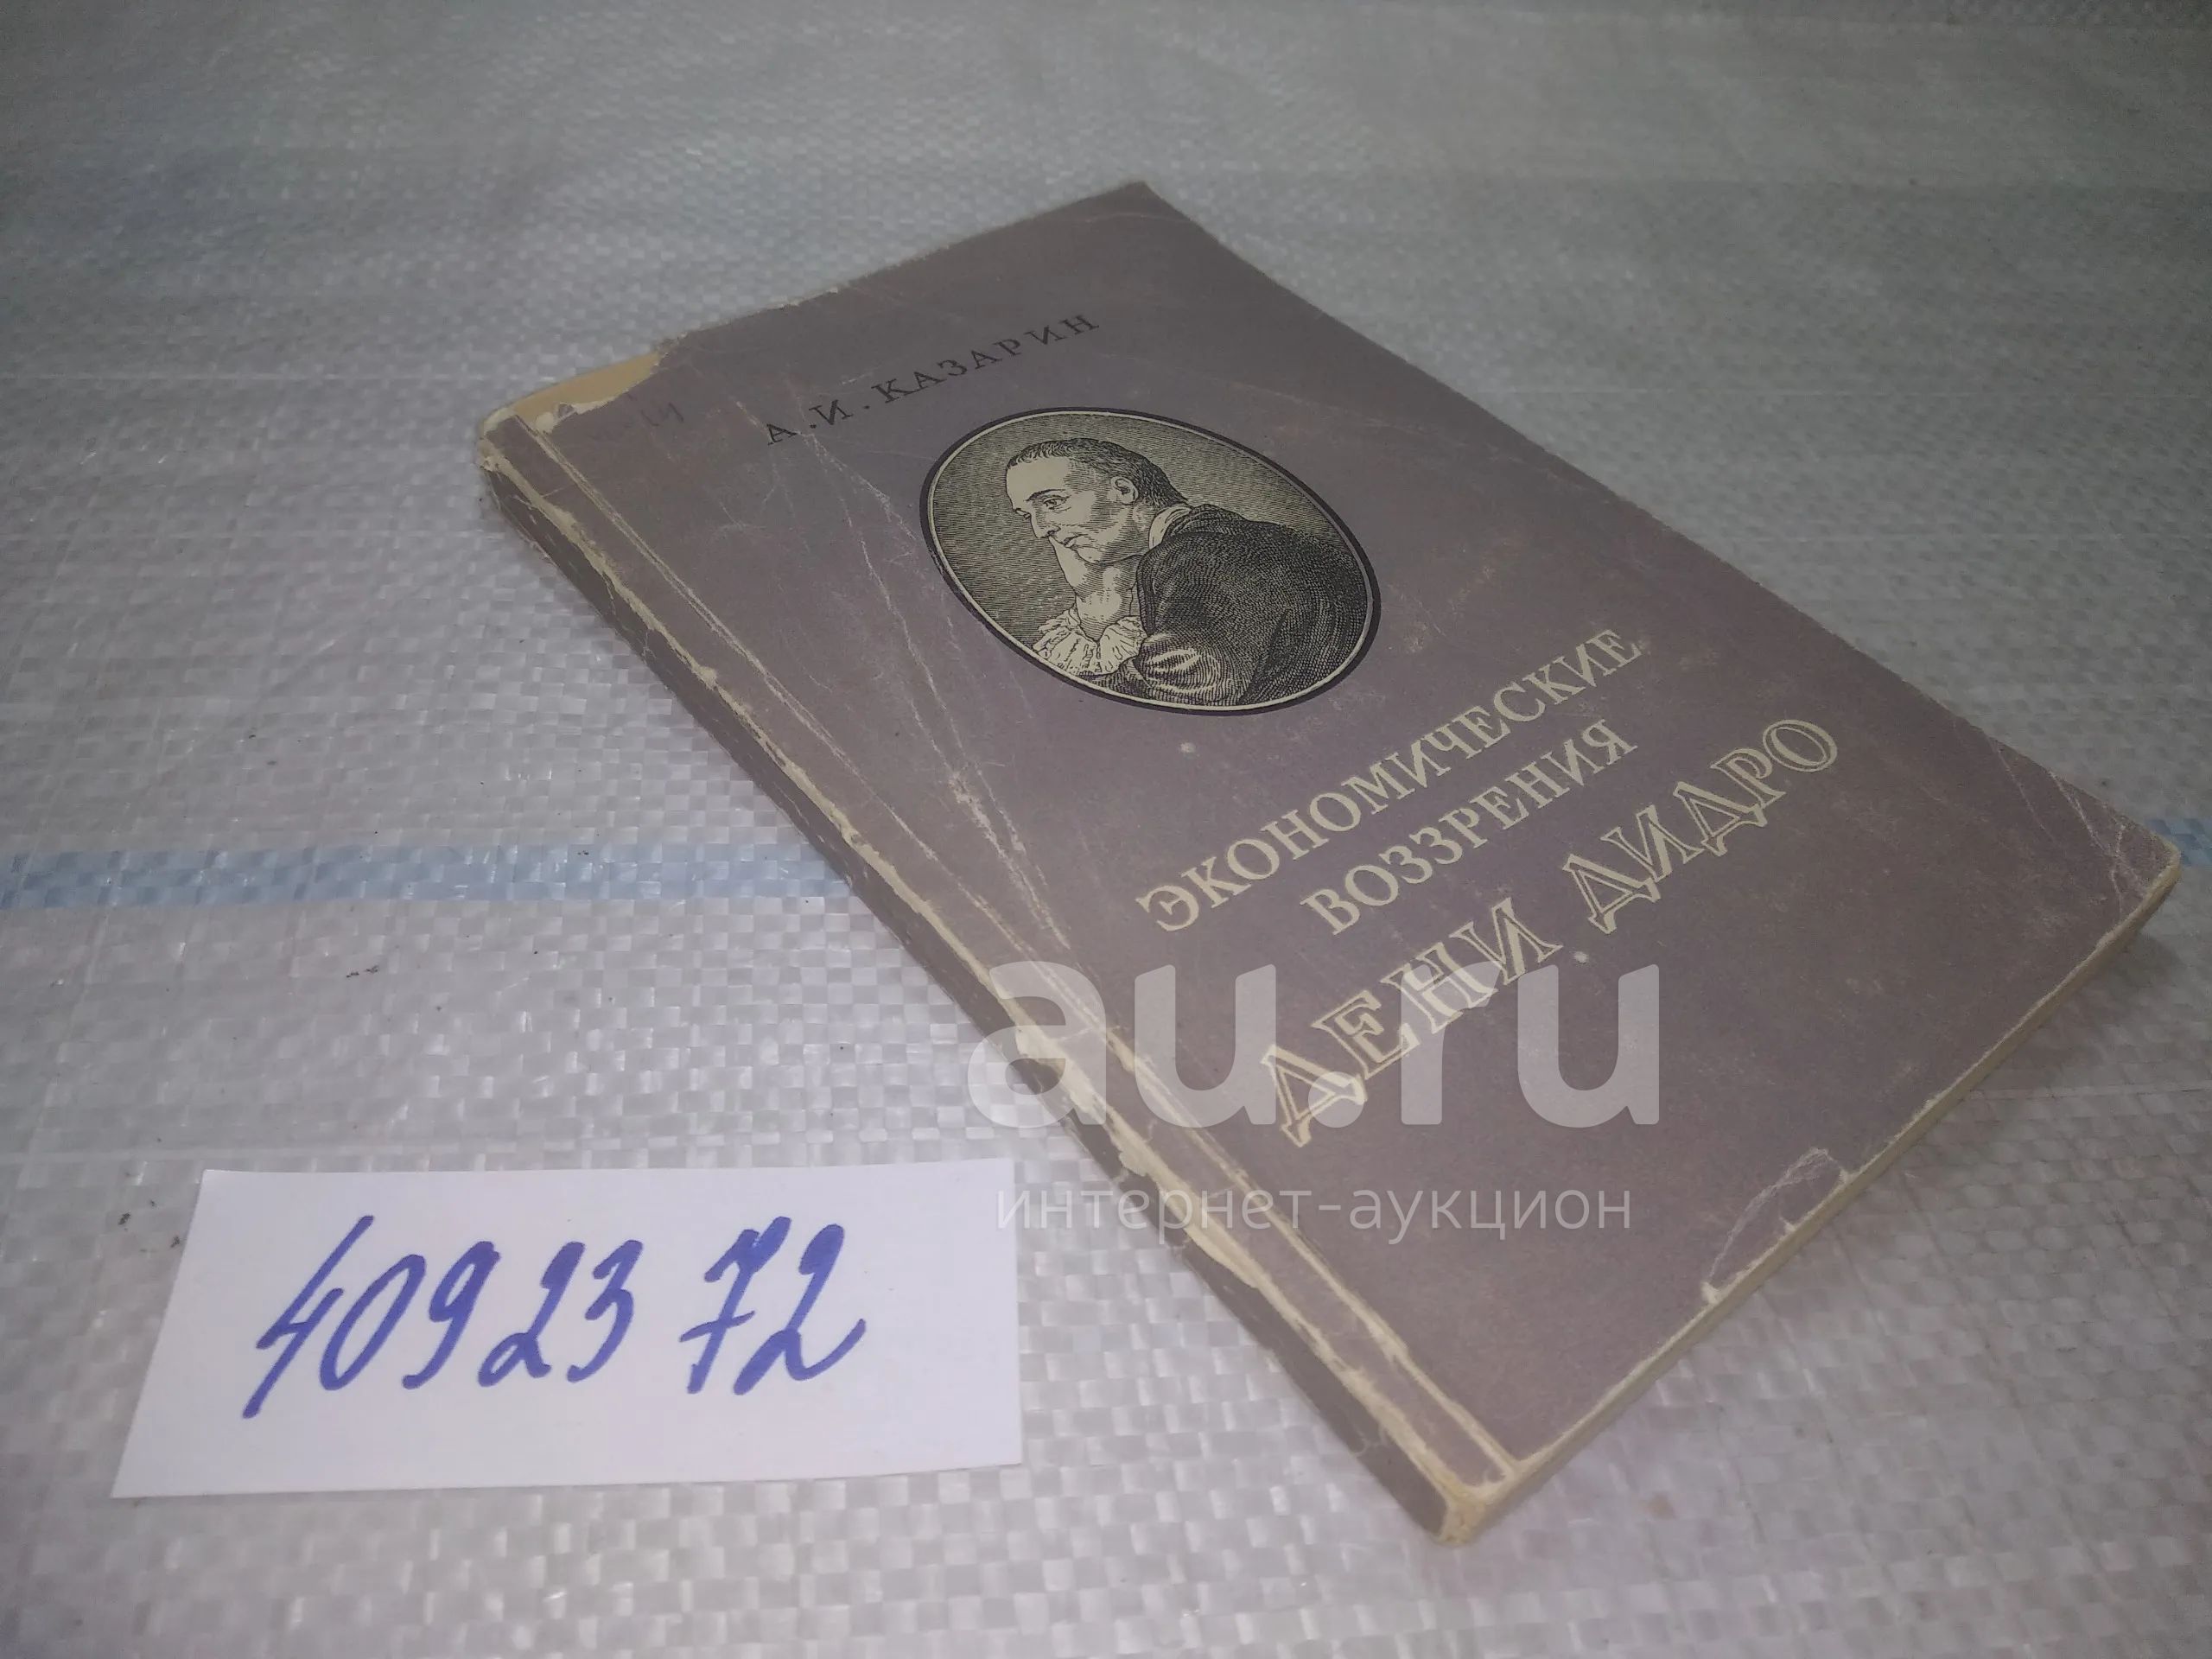 А. И. КАЗАРИН
ЭКОНОМИЧЕСКИЕ
ВОЗЗРЕНИЯ
ДЕНИ ДИДРО
au.ru
интернет-аукцион
4092372